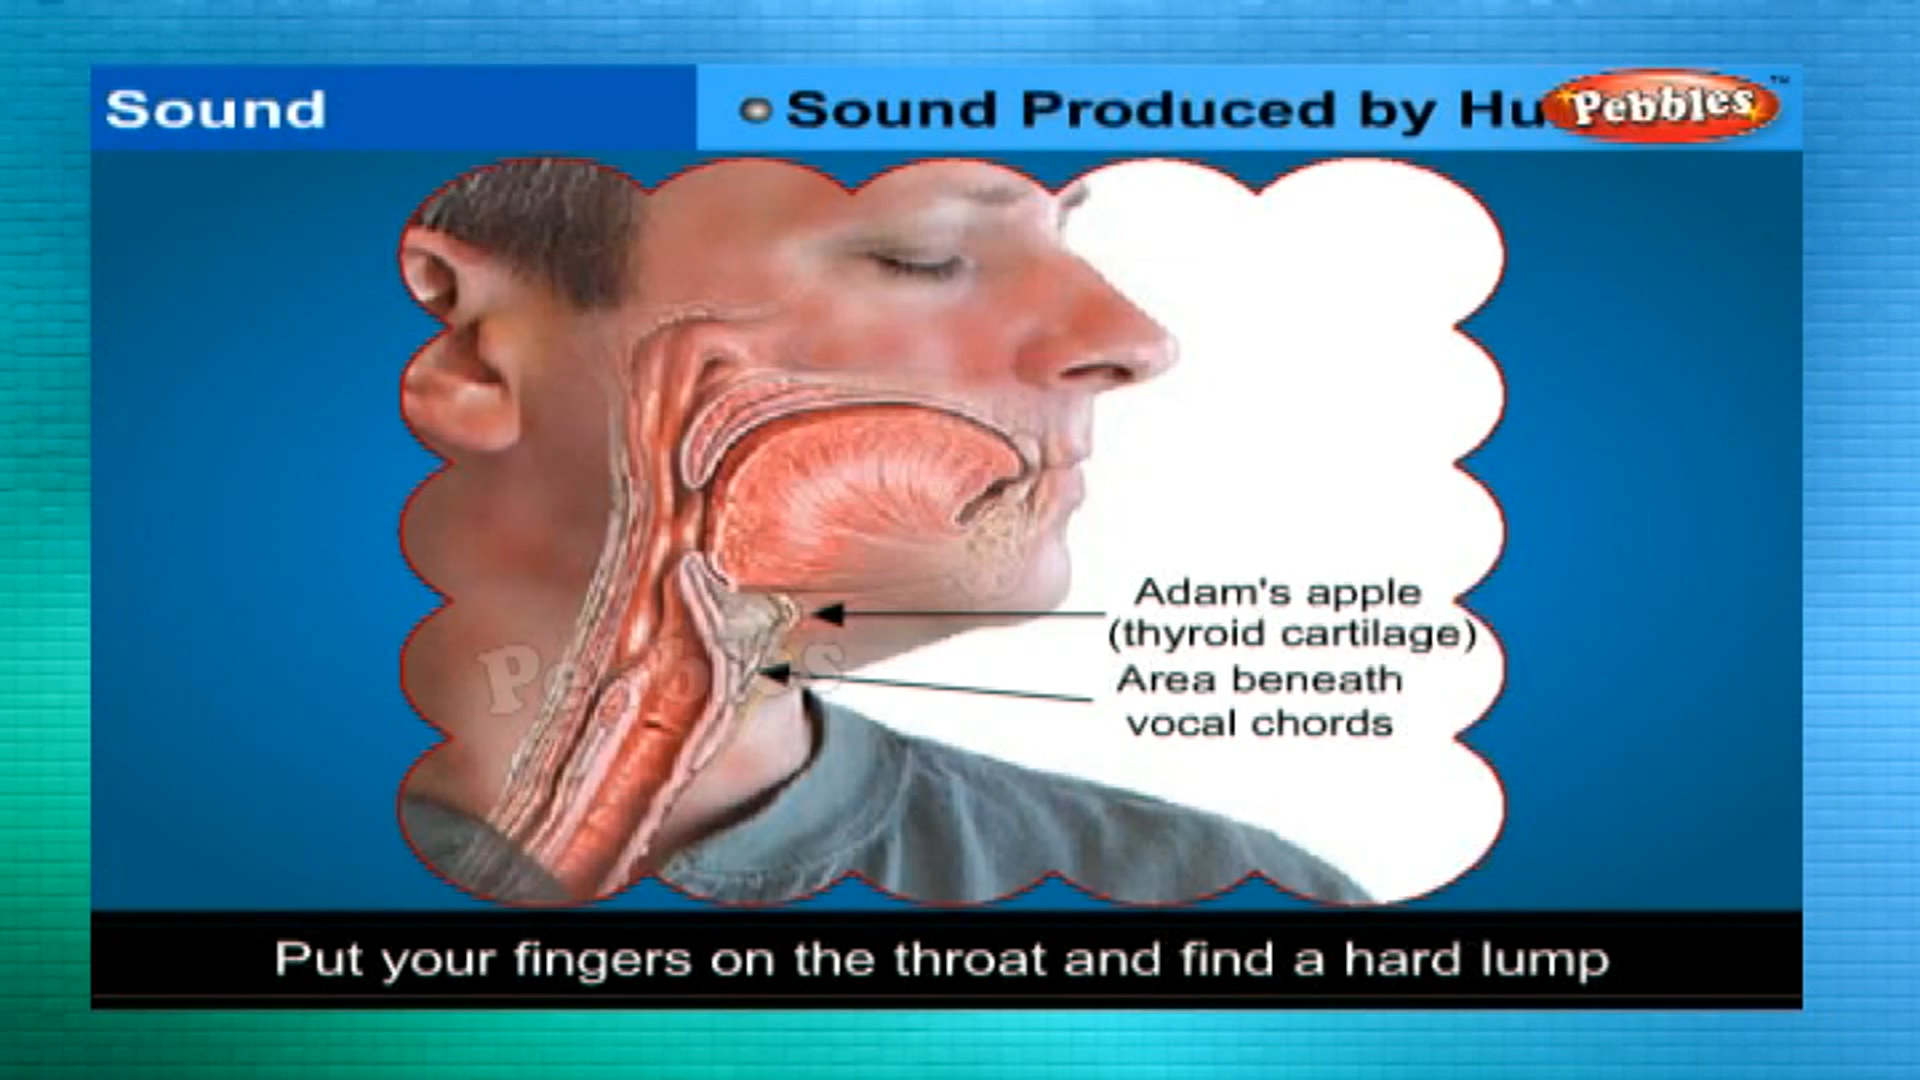 Sound
Sound Produced by Hu
Pebbles™
Adam's apple
(thyroid cartilage)
Area beneath
vocal chords
Pebbles
Put your fingers on the throat and find a hard lump